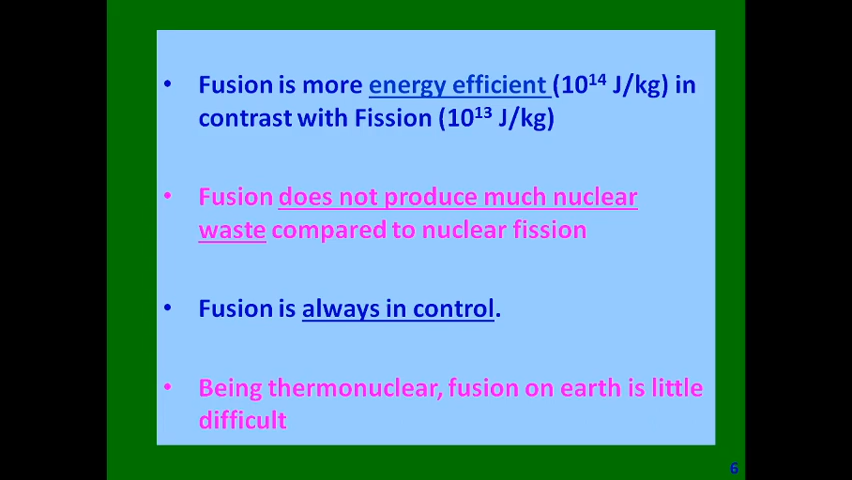 • Fusion is more energy efficient (10¹⁴ J/kg) in
contrast with Fission (10¹³ J/kg)
• Fusion does not produce much nuclear
waste compared to nuclear fission
• Fusion is always in control.
• Being thermonuclear, fusion on earth is little
difficult
6